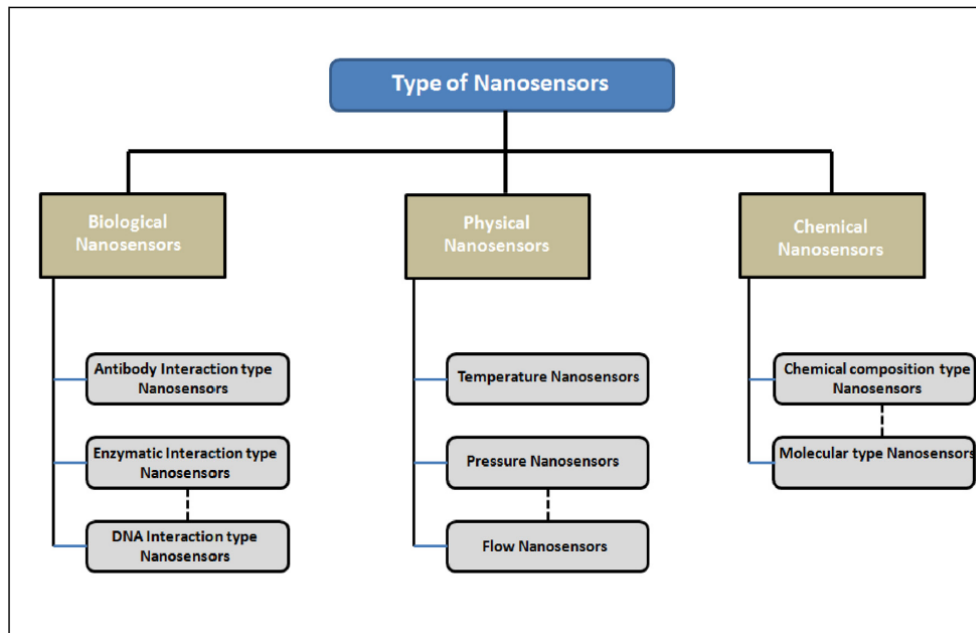 Type of Nanosensors
Biological
Nanosensors
Physical
Nanosensors
Chemical
Nanosensors
Antibody Interaction type
Nanosensors
Enzymatic Interaction type
Nanosensors
DNA Interaction type
Nanosensors
Temperature Nanosensors
Pressure Nanosensors
Flow Nanosensors
Chemical composition type
Nanosensors
Molecular type Nanosensors